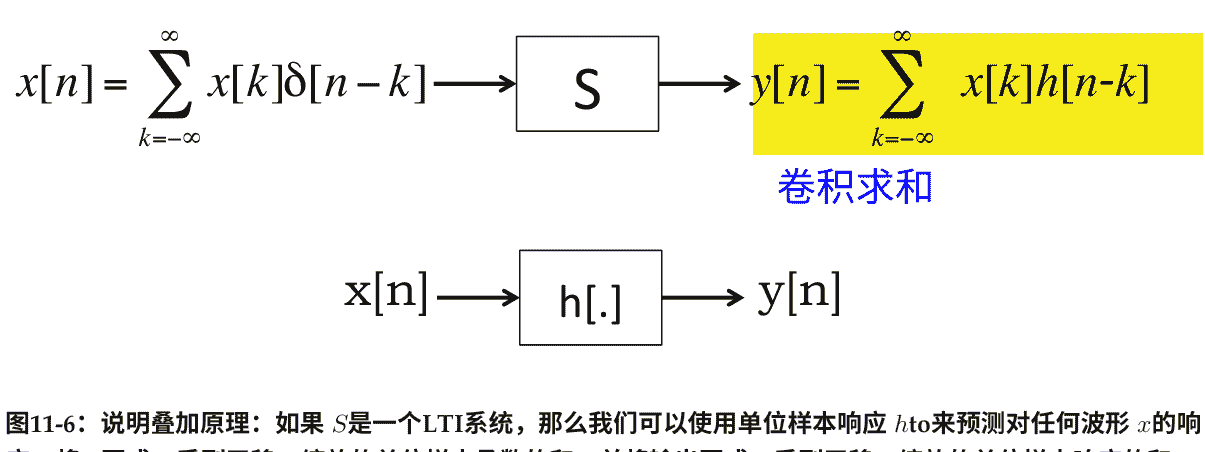 x[n] = ∑_{k=-∞}^{∞} x[k]δ[n − k]
S
y[n] = ∑_{k=-∞}^{∞} x[k]h[n-k]
卷积求和
x[n]
h[.]
y[n]
图11-6：说明叠加原理：如果 S是一个LTI系统，那么我们可以使用单位样本响应 hto来预测对任何波形 x的响